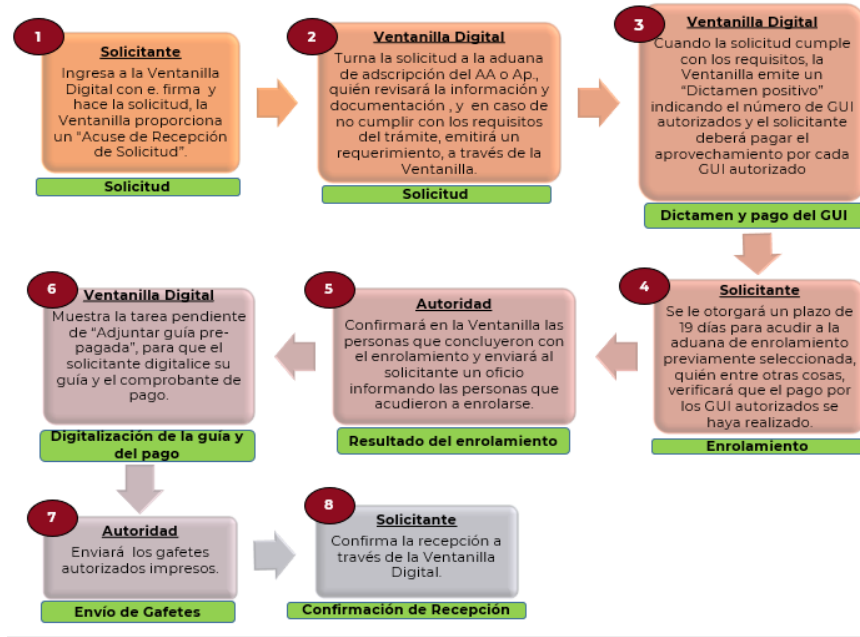 1
Solicitante
Ingresa a la Ventanilla
Digital con e. firma y
hace la solicitud, la
Ventanilla proporciona
un "Acuse de Recepción
de Solicitud".
Solicitud
2
Ventanilla Digital
Turna la solicitud a la aduana
de adscripción del AA o Ap.,
quién revisará la información y
documentación , y en caso de
no cumplir con los requisitos
del trámite, emitirá un
requerimiento, a través de la
Ventanilla.
Solicitud
3
Ventanilla Digital
Cuando la solicitud cumple
con los requisitos, la
Ventanilla emite un
"Dictamen positivo"
indicando el número de GUI
autorizados y el solicitante
deberá pagar el
aprovechamiento por cada
GUI autorizado
Dictamen y pago del GUI
4
Solicitante
Se le otorgará un plazo de
19 días para acudir a la
aduana de enrolamiento
previamente seleccionada,
quién entre otras cosas,
verificará que el pago por
los GUI autorizados se
haya realizado.
Enrolamiento
5
Autoridad
Confirmará en la Ventanilla las
personas que concluyeron con
el enrolamiento y enviará al
solicitante un oficio
informando las personas que
acudieron a enrolarse.
Resultado del enrolamiento
6
Ventanilla Digital
Muestra la tarea pendiente
de "Adjuntar guía pre-
pagada", para que el
solicitante digitalice su
guía y el comprobante de
pago.
Digitalización de la guía y
del pago
7
Autoridad
Enviará los gafetes
autorizados impresos.
Envío de Gafetes
8
Solicitante
Confirma la recepción a
través de la Ventanilla
Digital.
Confirmación de Recepción